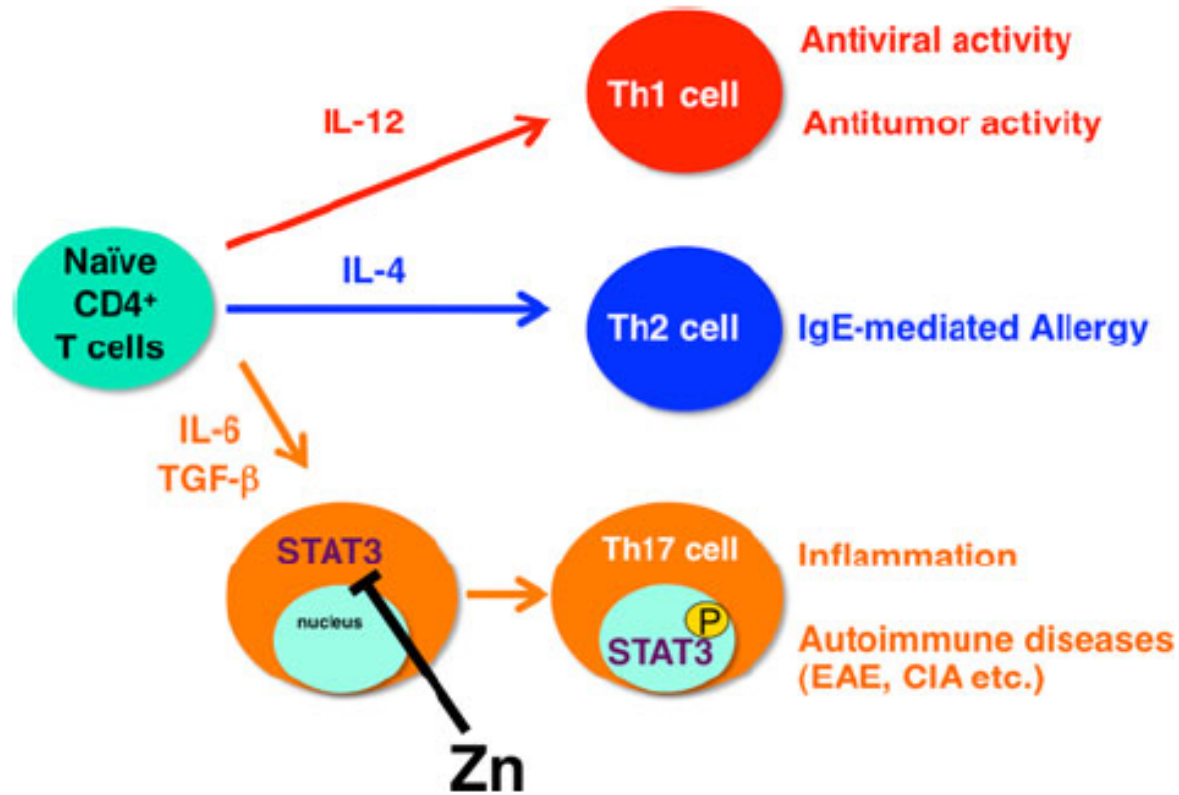 Antiviral activity
Th1 cell
Antitumor activity
IL-12
Naïve
CD4⁺
T cells
IL-4
Th2 cell
IgE-mediated Allergy
IL-6
TGF-β
STAT3
nucleus
Th17 cell
P
STAT3
Inflammation
Autoimmune diseases
(EAE, CIA etc.)
Zn